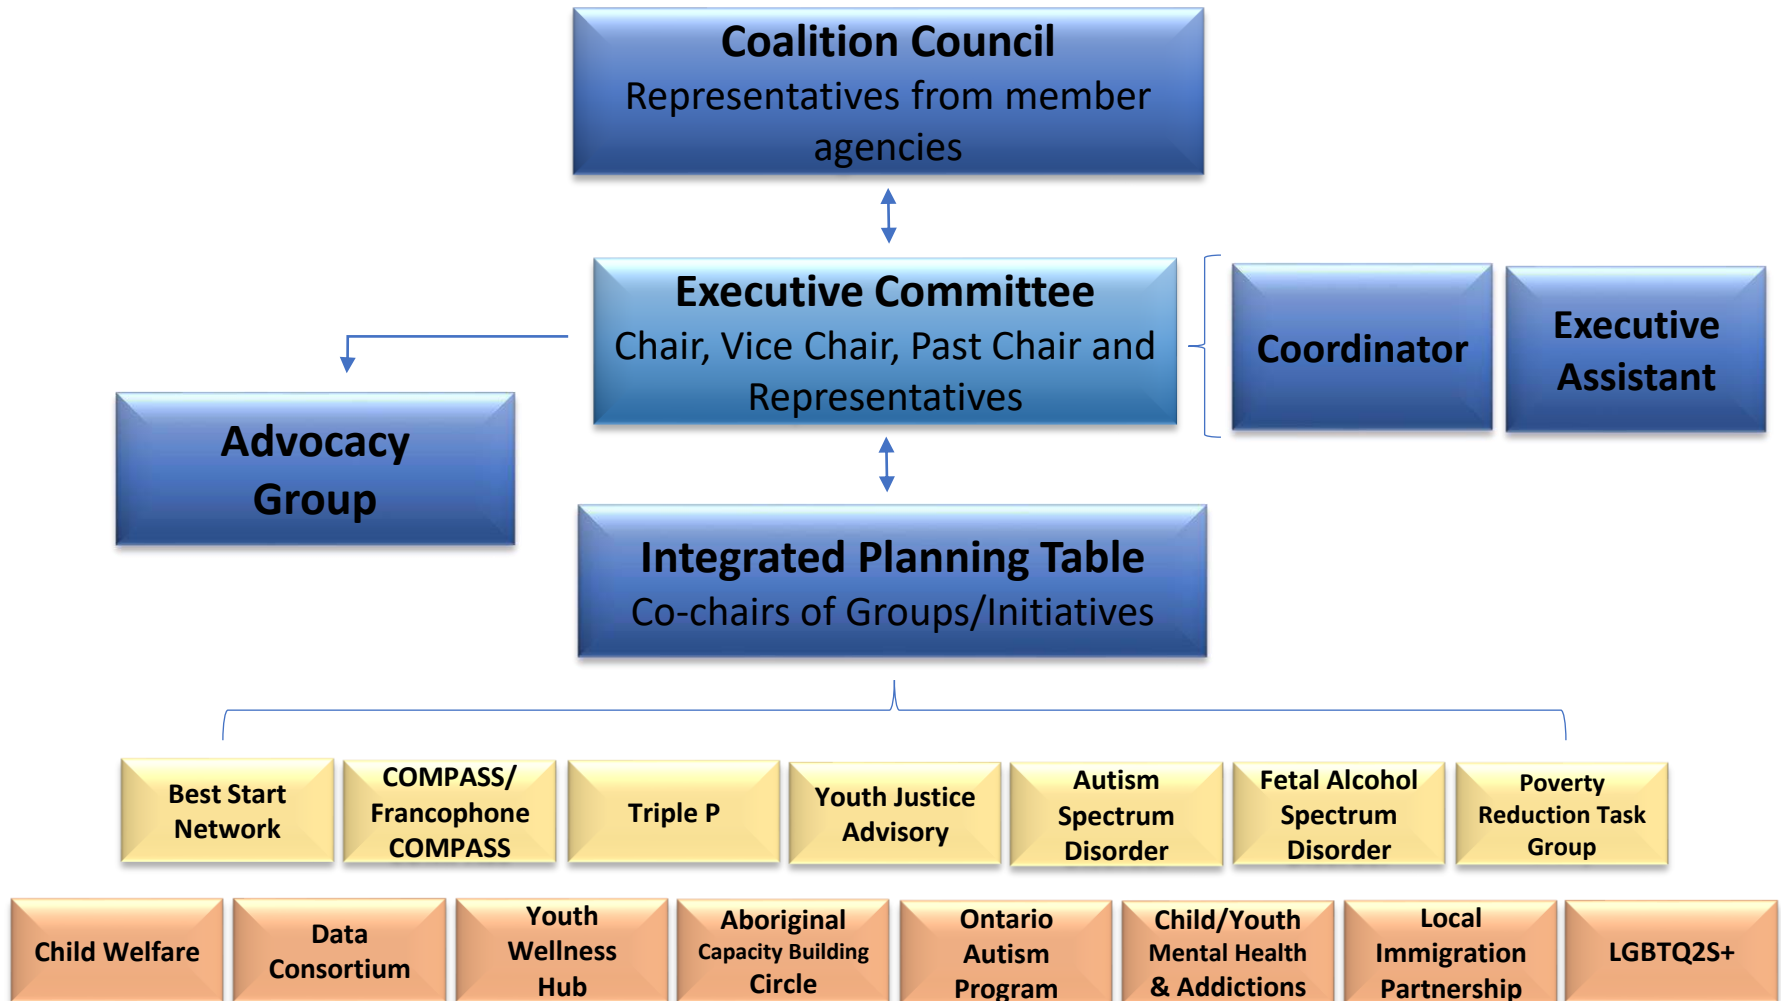 Coalition Council
Representatives from member
agencies
Executive Committee
Chair, Vice Chair, Past Chair and
Representatives
Coordinator
Executive
Assistant
Advocacy
Group
Integrated Planning Table
Co-chairs of Groups/Initiatives
Best Start
Network
COMPASS/
Francophone
COMPASS
Triple P
Youth Justice
Advisory
Autism
Spectrum
Disorder
Fetal Alcohol
Spectrum
Disorder
Poverty
Reduction Task
Group
Child Welfare
Data
Consortium
Youth
Wellness
Hub
Aboriginal
Capacity Building
Circle
Ontario
Autism
Program
Child/Youth
Mental Health
& Addictions
Local
Immigration
Partnership
LGBTQ2S+